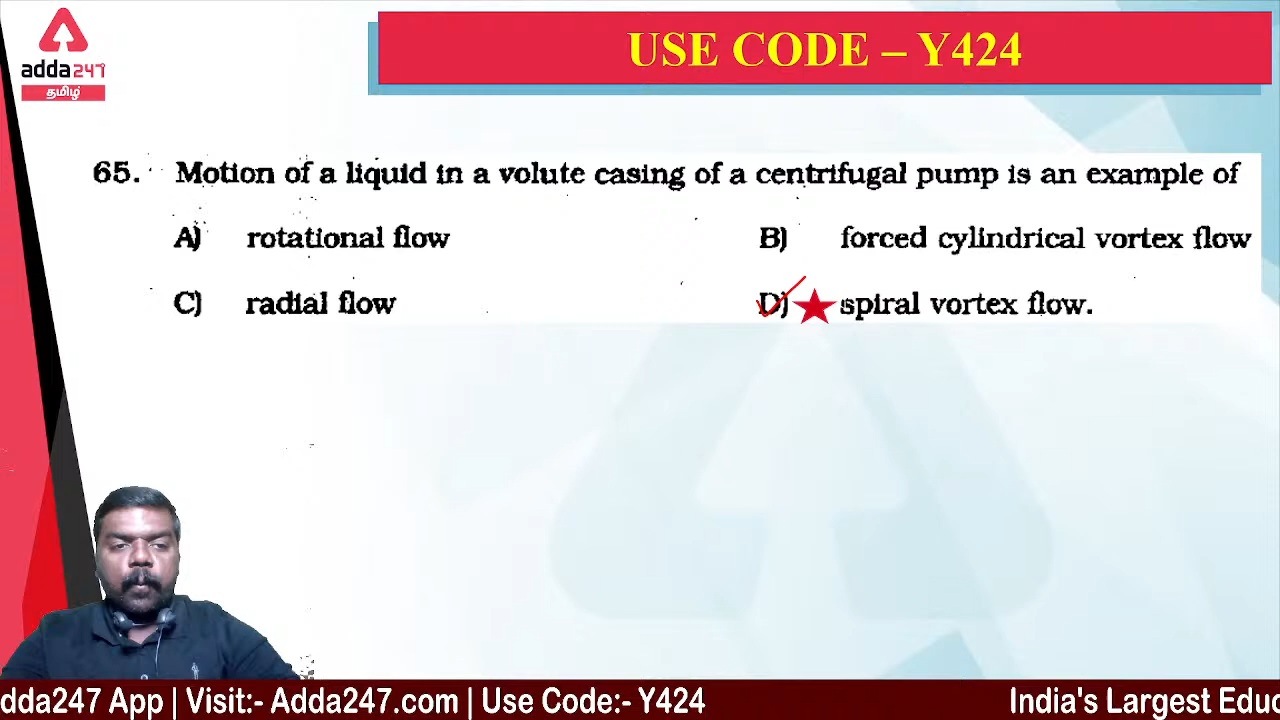 USE CODE – Y424
adda247
தமிழ்
65. Motion of a liquid in a volute casing of a centrifugal pump is an example of
A) rotational flow
B) forced cylindrical vortex flow
C) radial flow
D) spiral vortex flow.
dda247 App | Visit:- Adda247.com | Use Code:- Y424
India's Largest Educ